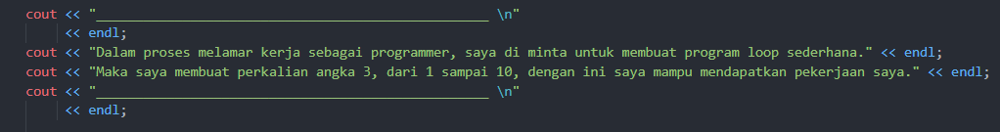 cout << "__________________________________________________ \n"
<< endl;
cout << "Dalam proses melamar kerja sebagai programmer, saya di minta untuk membuat program loop sederhana." << endl;
cout << "Maka saya membuat perkalian angka 3, dari 1 sampai 10, dengan ini saya mampu mendapatkan pekerjaan saya." << endl;
cout << "__________________________________________________ \n"
<< endl;